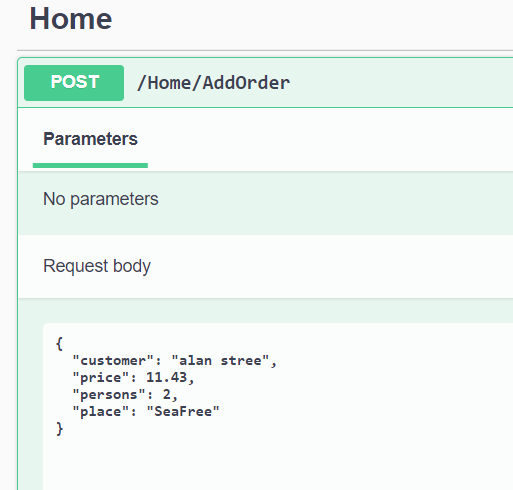 Home
POST /Home/AddOrder
Parameters
No parameters
Request body
{
  "customer": "alan stree",
  "price": 11.43,
  "persons": 2,
  "place": "SeaFree"
}